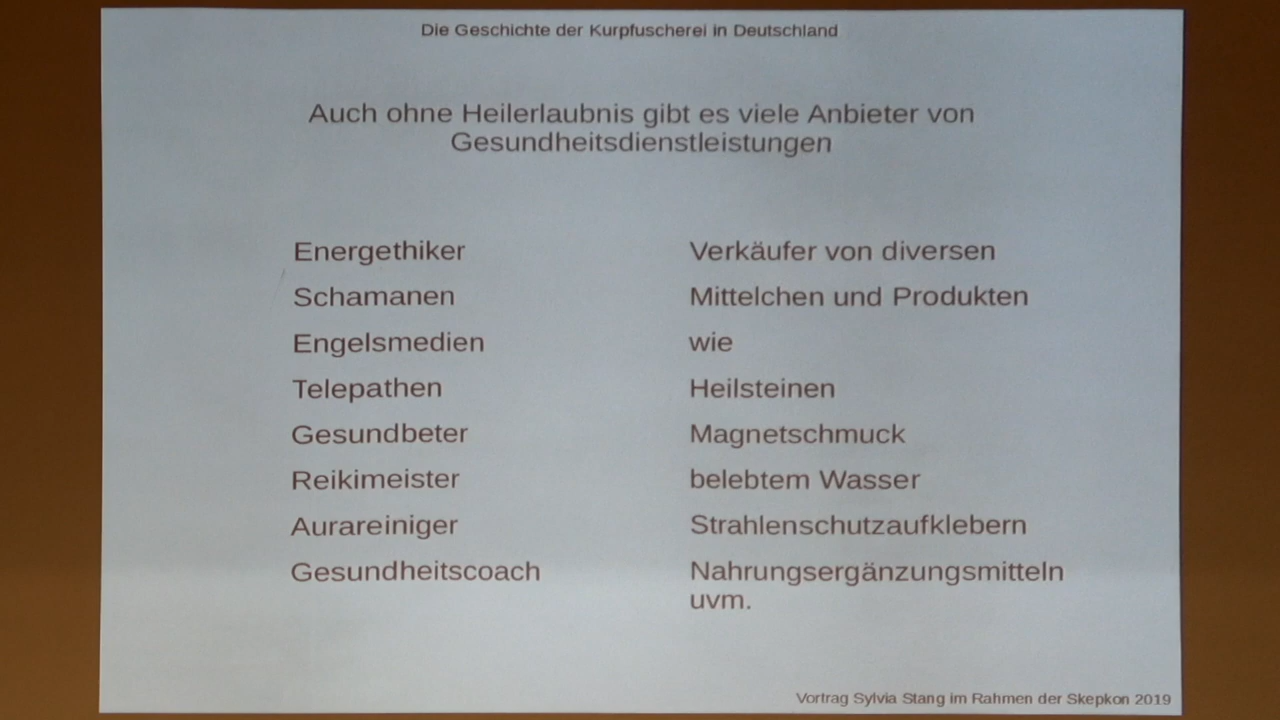 Die Geschichte der Kurpfuscherei in Deutschland
Auch ohne Heilerlaubnis gibt es viele Anbieter von
Gesundheitsdienstleistungen
Energethiker
Schamanen
Engelsmedien
Telepathen
Gesundbeter
Reikimeister
Aurareiniger
Gesundheitscoach
Verkäufer von diversen
Mittelchen und Produkten
wie
Heilsteinen
Magnetschmuck
belebtem Wasser
Strahlenschutzaufklebern
Nahrungsergänzungsmitteln
uvm.
Vortrag Sylvia Stang im Rahmen der Skepkon 2019